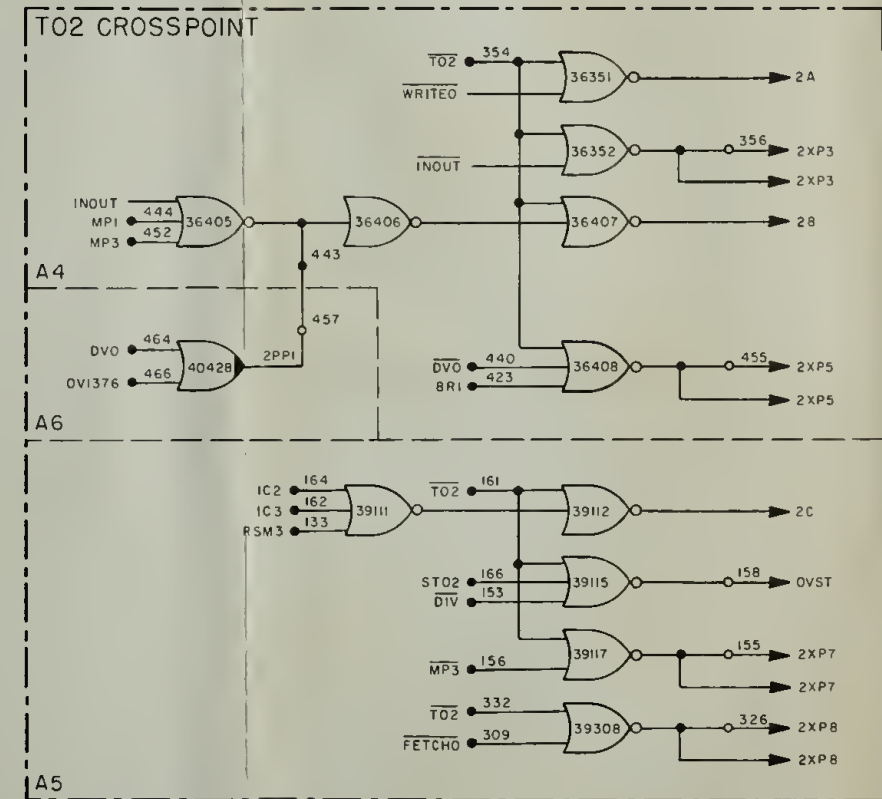 TO2 CROSSPOINT
TO2 354
WRITEO
36351
2A
INOUT
36352
356
2XP3
2XP3
INOUT
MP1 444
MP3 452
36405
36406
36407
2B
443
A4
457
DVO 464
OV1376 466
40428
2PP1
DVO 440
BR1 423
36408
455
2XP5
2XP5
A6
IC2 164
IC3 162
RSM3 133
39111
TO2 161
39112
2C
STO2 166
DIV 153
39115
158
OVST
MP3 156
39117
155
2XP7
2XP7
TO2 332
FETCHO 309
39308
326
2XP8
2XP8
A5